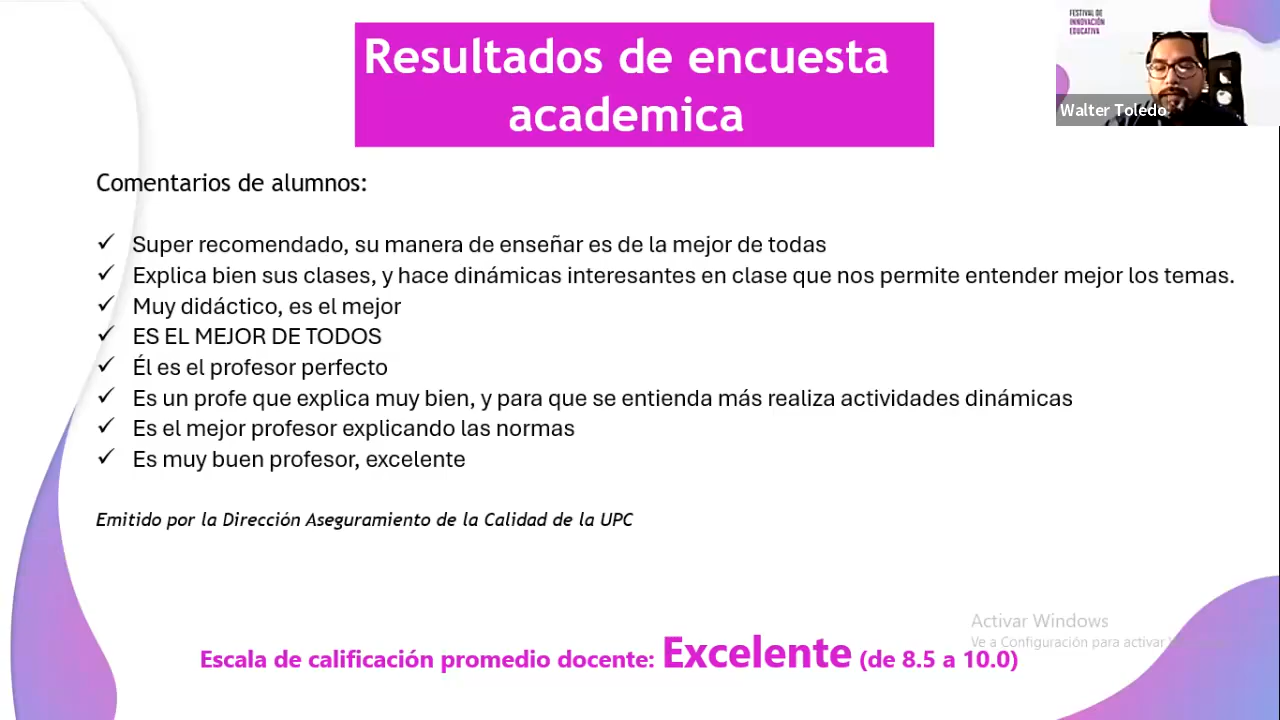 Resultados de encuesta
academica
FESTIVAL DE
INNOVACIÓN
EDUCATIVA
Walter Toledo
Comentarios de alumnos:
✓ Super recomendado, su manera de enseñar es de la mejor de todas
✓ Explica bien sus clases, y hace dinámicas interesantes en clase que nos permite entender mejor los temas.
✓ Muy didáctico, es el mejor
✓ ES EL MEJOR DE TODOS
✓ Él es el profesor perfecto
✓ Es un profe que explica muy bien, y para que se entienda más realiza actividades dinámicas
✓ Es el mejor profesor explicando las normas
✓ Es muy buen profesor, excelente
Emitido por la Dirección Aseguramiento de la Calidad de la UPC
Activar Windows
Ve a Configuración para activar
Escala de calificación promedio docente: Excelente (de 8.5 a 10.0)